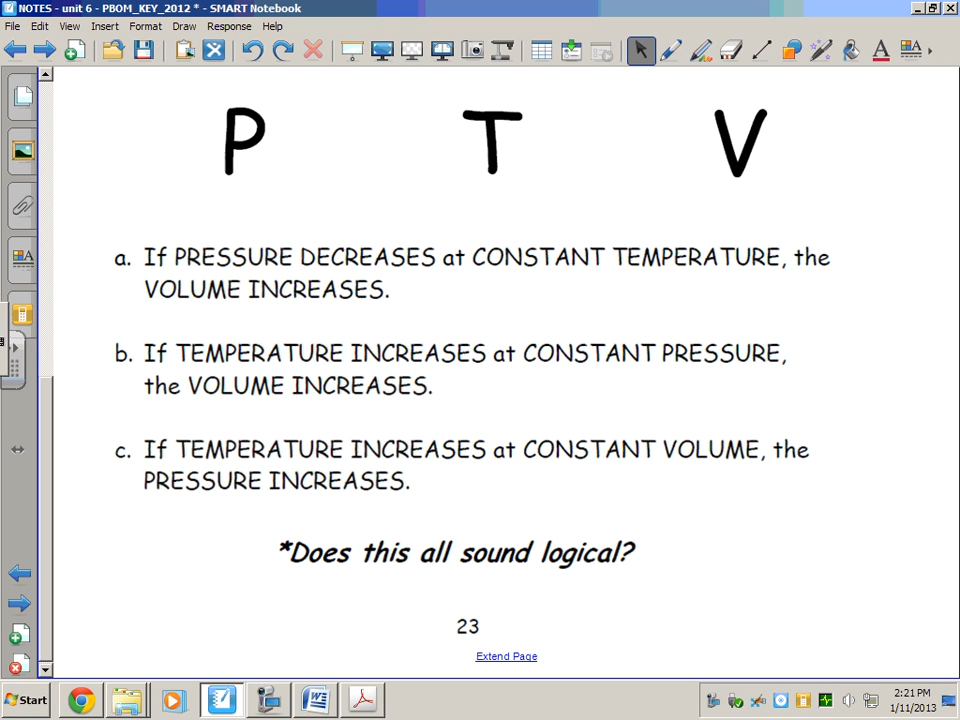 NOTES - unit 6 - PBOM_KEY_2012 * - SMART Notebook
File Edit View Insert Format Draw Response Help
P T V
a. If PRESSURE DECREASES at CONSTANT TEMPERATURE, the
VOLUME INCREASES.
b. If TEMPERATURE INCREASES at CONSTANT PRESSURE,
the VOLUME INCREASES.
c. If TEMPERATURE INCREASES at CONSTANT VOLUME, the
PRESSURE INCREASES.
*Does this all sound logical?
23
Extend Page
Start
2:21 PM
1/11/2013